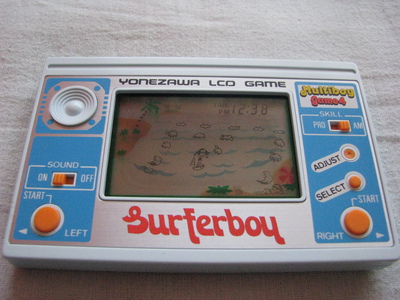 YONEZAWA LCD GAME
Multiboy
game 4
12:38
SKILL
PRO AM
SOUND
ON OFF
ADJUST
SELECT
START
START
LEFT
RIGHT
Surferboy